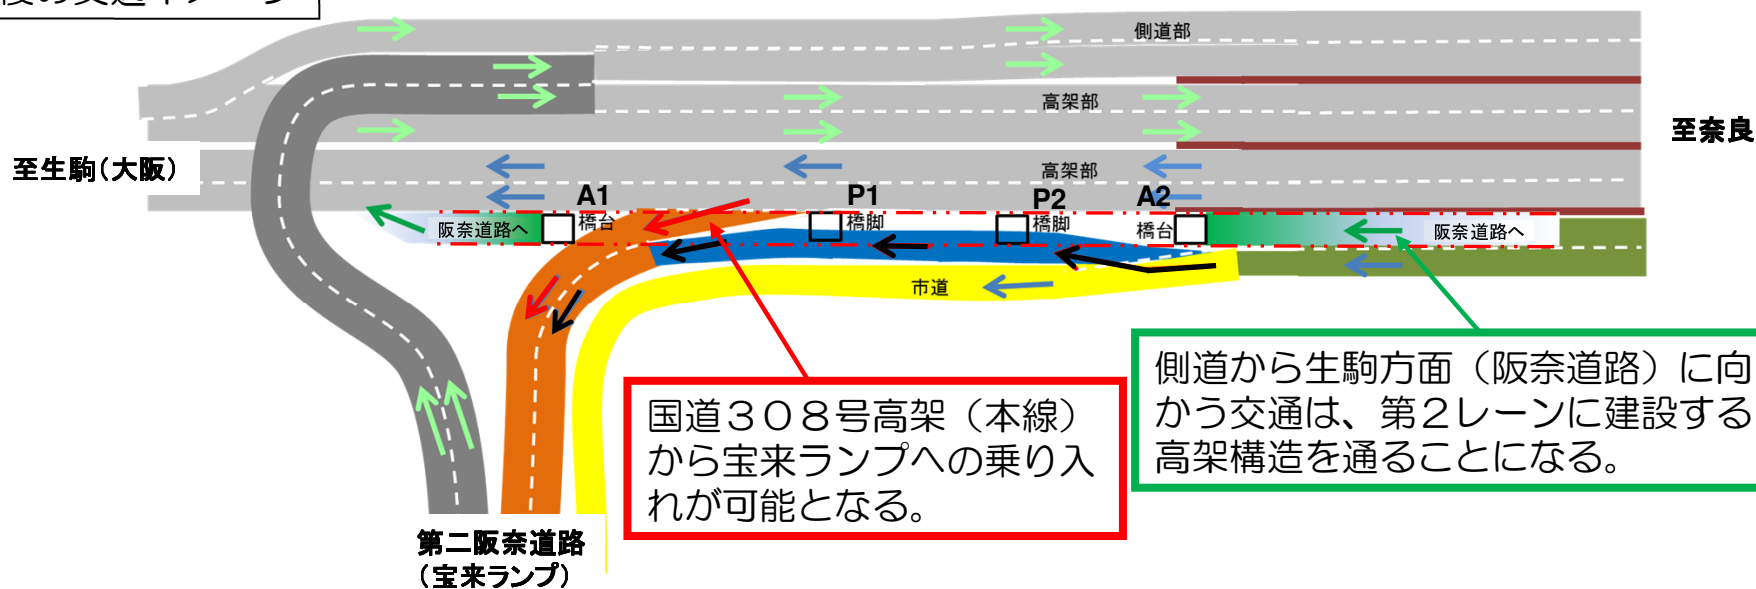 後の交通イメージ
側道部
高架部
至奈良
至生駒(大阪)
高架部
A1
P1
P2
A2
阪奈道路へ
橋台
橋脚
橋脚
橋台
阪奈道路へ
市道
国道３０８号高架（本線）
から宝来ランプへの乗り入
れが可能となる。
側道から生駒方面（阪奈道路）に向
かう交通は、第２レーンに建設する
高架構造を通ることになる。
第二阪奈道路
（宝来ランプ）